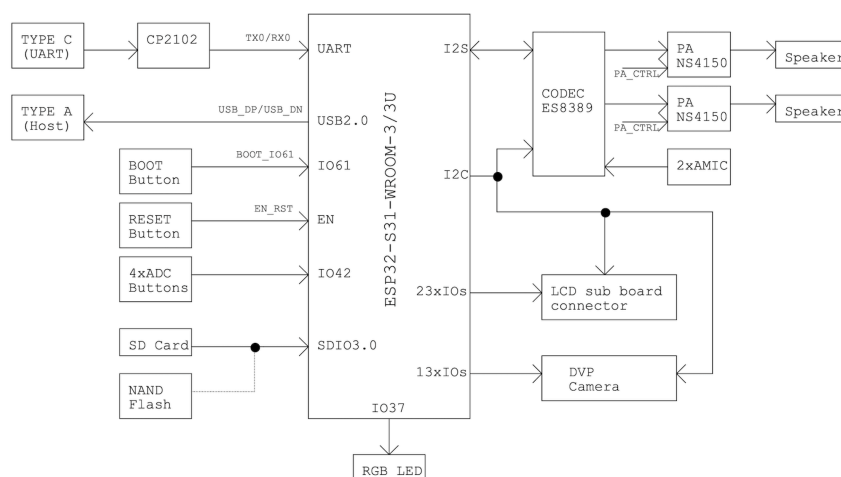 TYPE C
(UART)
CP2102
TX0/RX0
UART
TYPE A
(Host)
USB_DP/USB_DN
USB2.0
BOOT
Button
BOOT_IO61
IO61
RESET
Button
EN_RST
EN
4xADC
Buttons
IO42
SD Card
SDIO3.0
NAND
Flash
ESP32-S31-WROOM-3/3U
IO37
RGB LED
I2S
I2C
23xIOs
13xIOs
CODEC
ES8389
PA
NS4150
PA_CTRL
Speaker
PA
NS4150
PA_CTRL
Speaker
2xAMIC
LCD sub board
connector
DVP
Camera